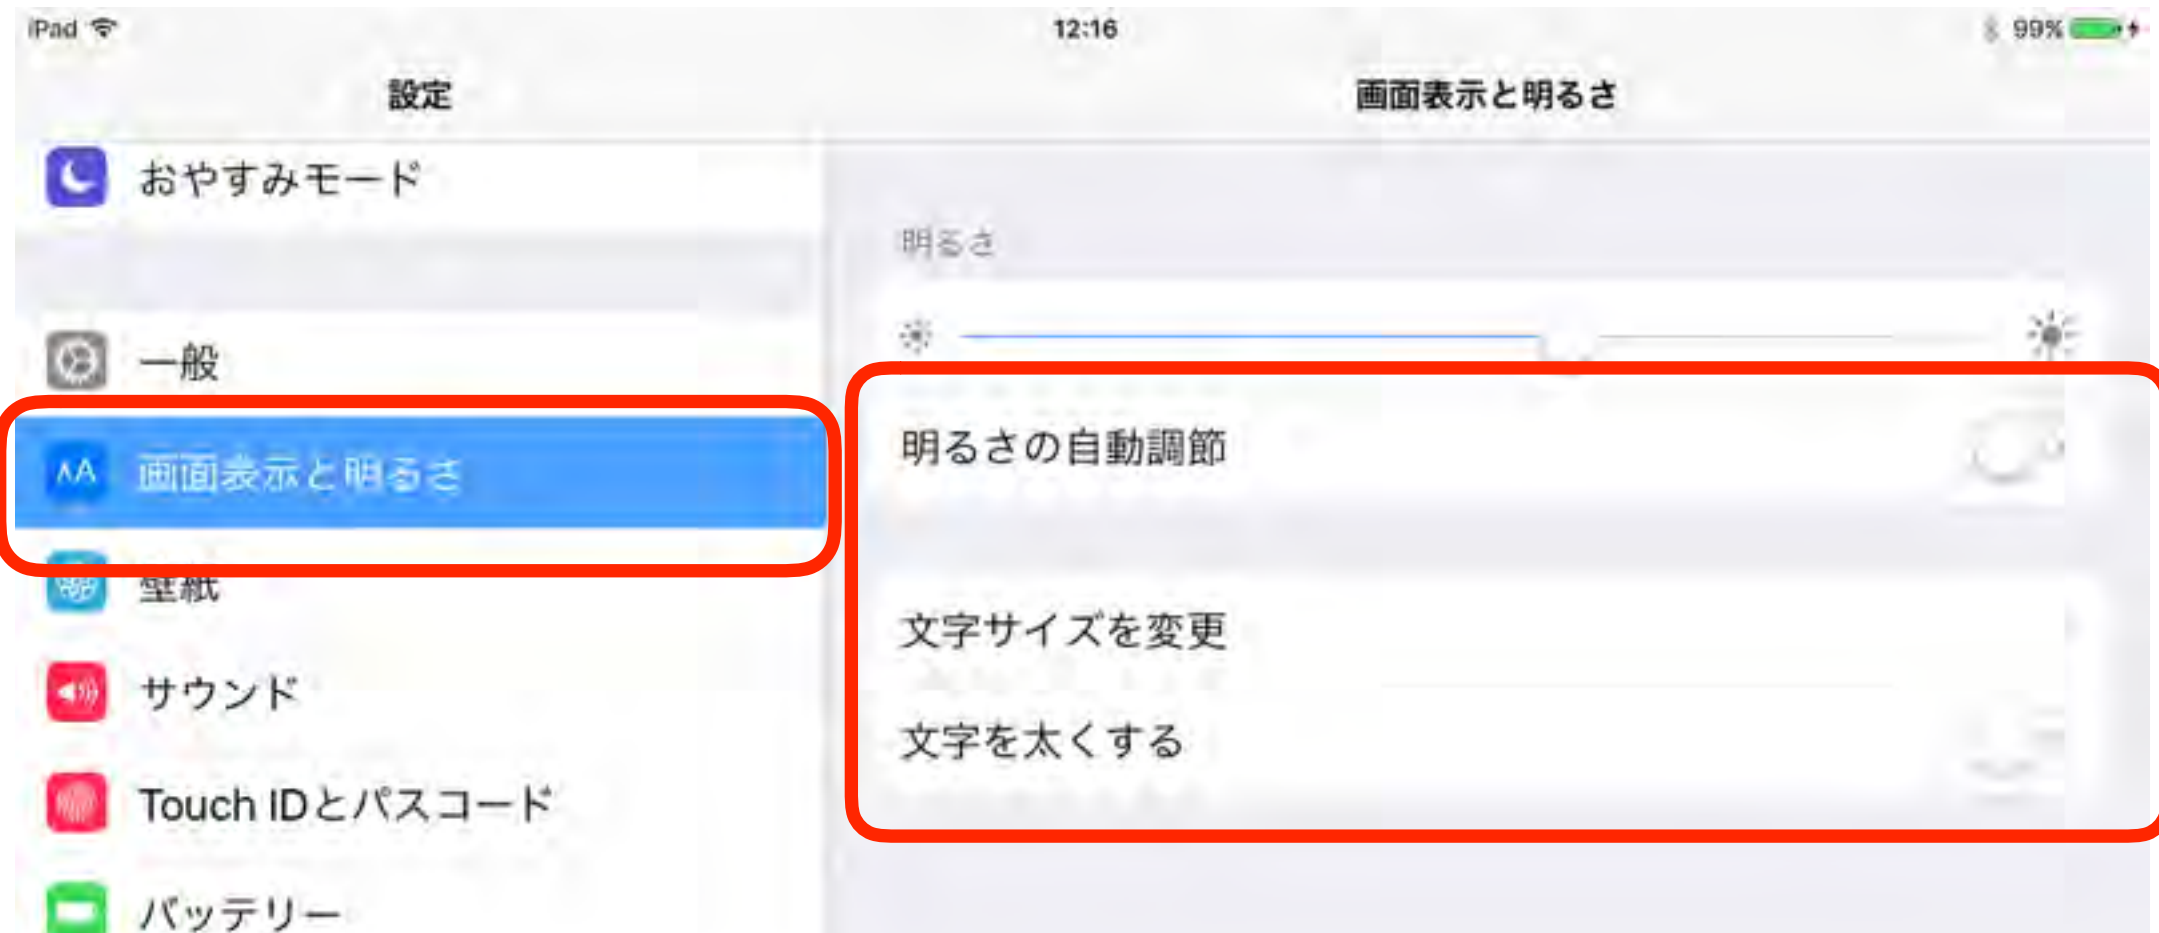 iPad
12:16
99%
設定
画面表示と明るさ
おやすみモード
一般
AA 画面表示と明るさ
壁紙
サウンド
Touch IDとパスコード
バッテリー
明るさ
明るさの自動調節
文字サイズを変更
文字を太くする